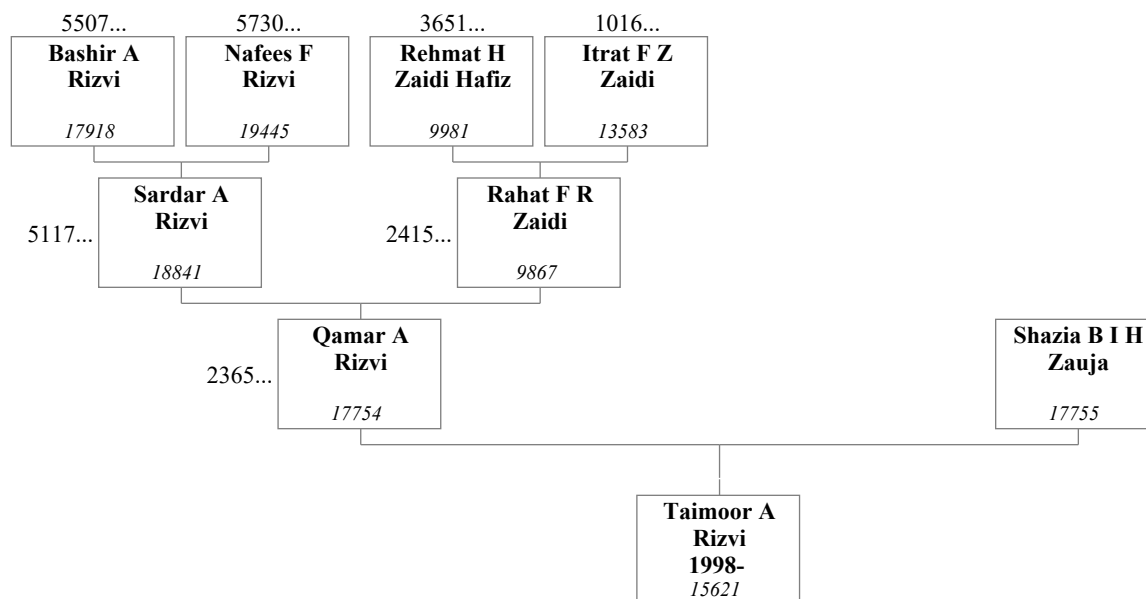 5507...
5730...
3651...
1016...
Bashir A
Rizvi
17918
Nafees F
Rizvi
19445
Rehmat H
Zaidi Hafiz
9981
Itrat F Z
Zaidi
13583
5117...
Sardar A
Rizvi
18841
2415...
Rahat F R
Zaidi
9867
2365...
Qamar A
Rizvi
17754
Shazia B I H
Zauja
17755
Taimoor A
Rizvi
1998-
15621